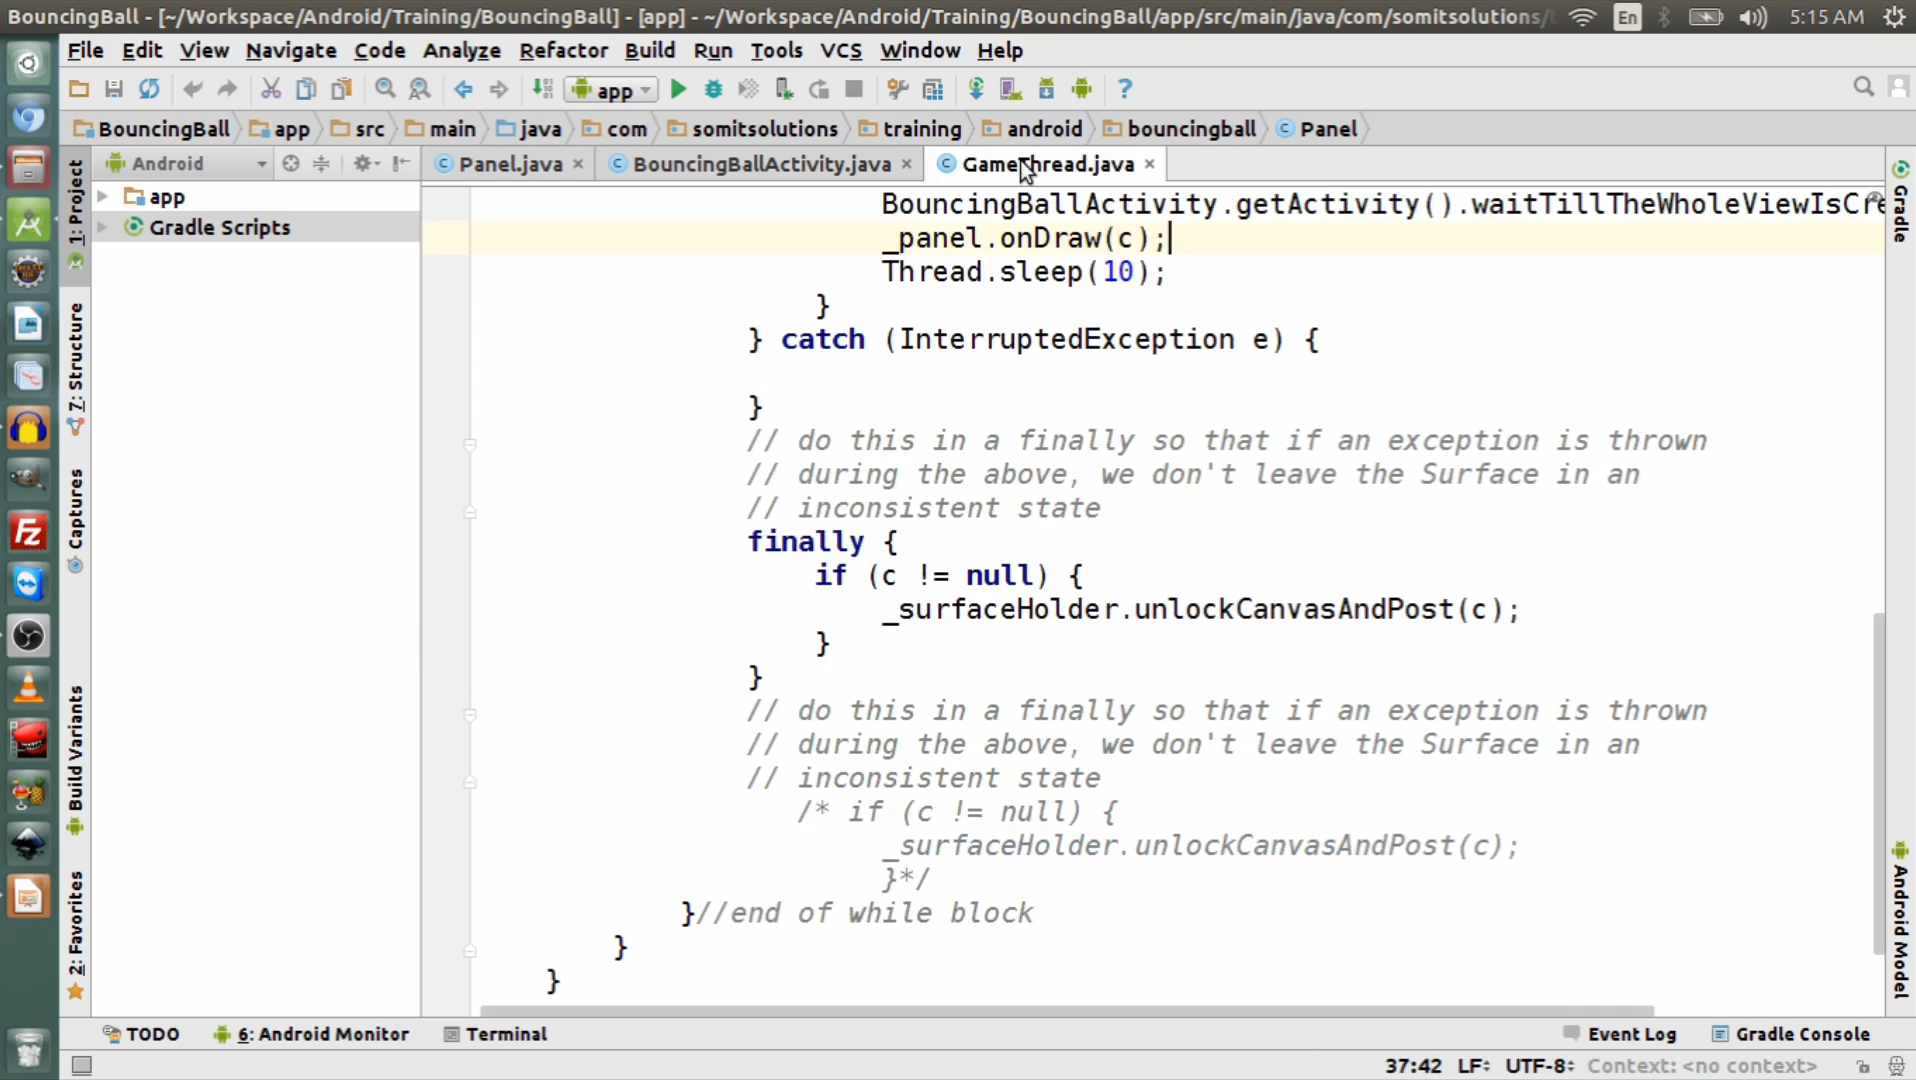 BouncingBall - [~/Workspace/Android/Training/BouncingBall] - [app] - ~/Workspace/Android/Training/BouncingBall/app/src/main/java/com/somitsolutions/
En
5:15 AM
File Edit View Navigate Code Analyze Refactor Build Run Tools VCS Window Help
app
BouncingBall app src main java com somitsolutions training android bouncingball Panel
Android
Panel.java BouncingBallActivity.java GameThread.java
app
Gradle Scripts
1: Project
7: Structure
Captures
Build Variants
2: Favorites
BouncingBallActivity.getActivity().waitTillTheWholeViewIsCre
_panel.onDraw(c);
Thread.sleep(10);
}
} catch (InterruptedException e) {
}
// do this in a finally so that if an exception is thrown
// during the above, we don't leave the Surface in an
// inconsistent state
finally {
if (c != null) {
_surfaceHolder.unlockCanvasAndPost(c);
}
}
// do this in a finally so that if an exception is thrown
// during the above, we don't leave the Surface in an
// inconsistent state
/* if (c != null) {
_surfaceHolder.unlockCanvasAndPost(c);
}*/
}//end of while block
}
}
Gradle
Android Model
TODO 6: Android Monitor Terminal Event Log Gradle Console
37:42 LF UTF-8 Context: <no context>